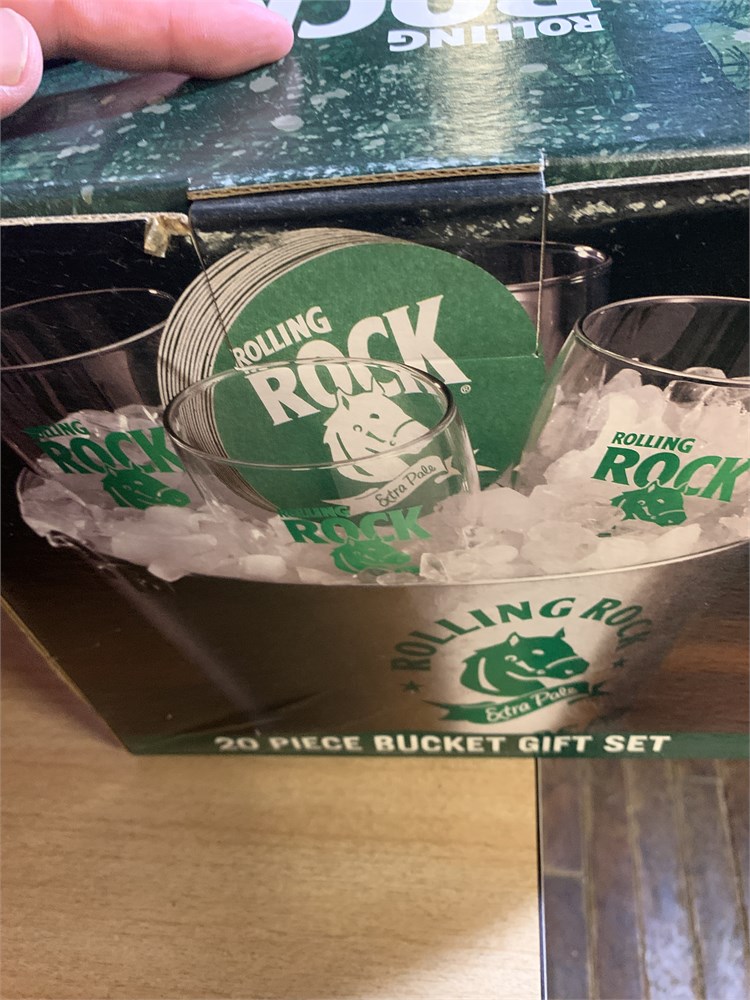 ROLLING
ROCK
ROLLING
ROCK®
Extra Pale
ROLLING
ROCK
ROLLING
ROCK
ROLLING
ROCK
ROLLING ROCK
Extra Pale
20 PIECE BUCKET GIFT SET